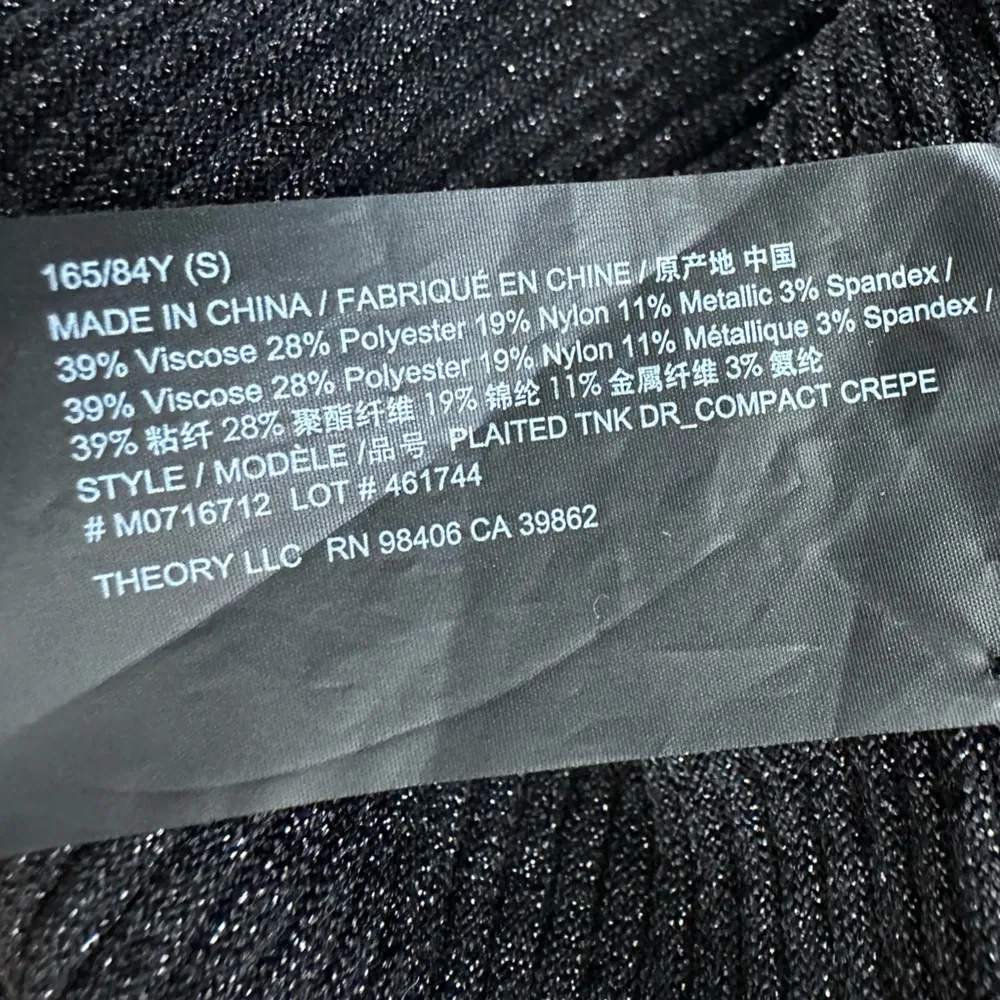 165/84Y (S)
MADE IN CHINA / FABRIQUÉ EN CHINE / 原产地 中国
39% Viscose 28% Polyester 19% Nylon 11% Metallic 3% Spandex /
39% Viscose 28% Polyester 19% Nylon 11% Métallique 3% Spandex /
39% 粘纤 28% 聚酯纤维 19% 锦纶 11% 金属纤维 3% 氨纶
STYLE / MODÈLE /品号 PLAITED TNK DR_COMPACT CREPE
# M0716712 LOT # 461744
THEORY LLC RN 98406 CA 39862